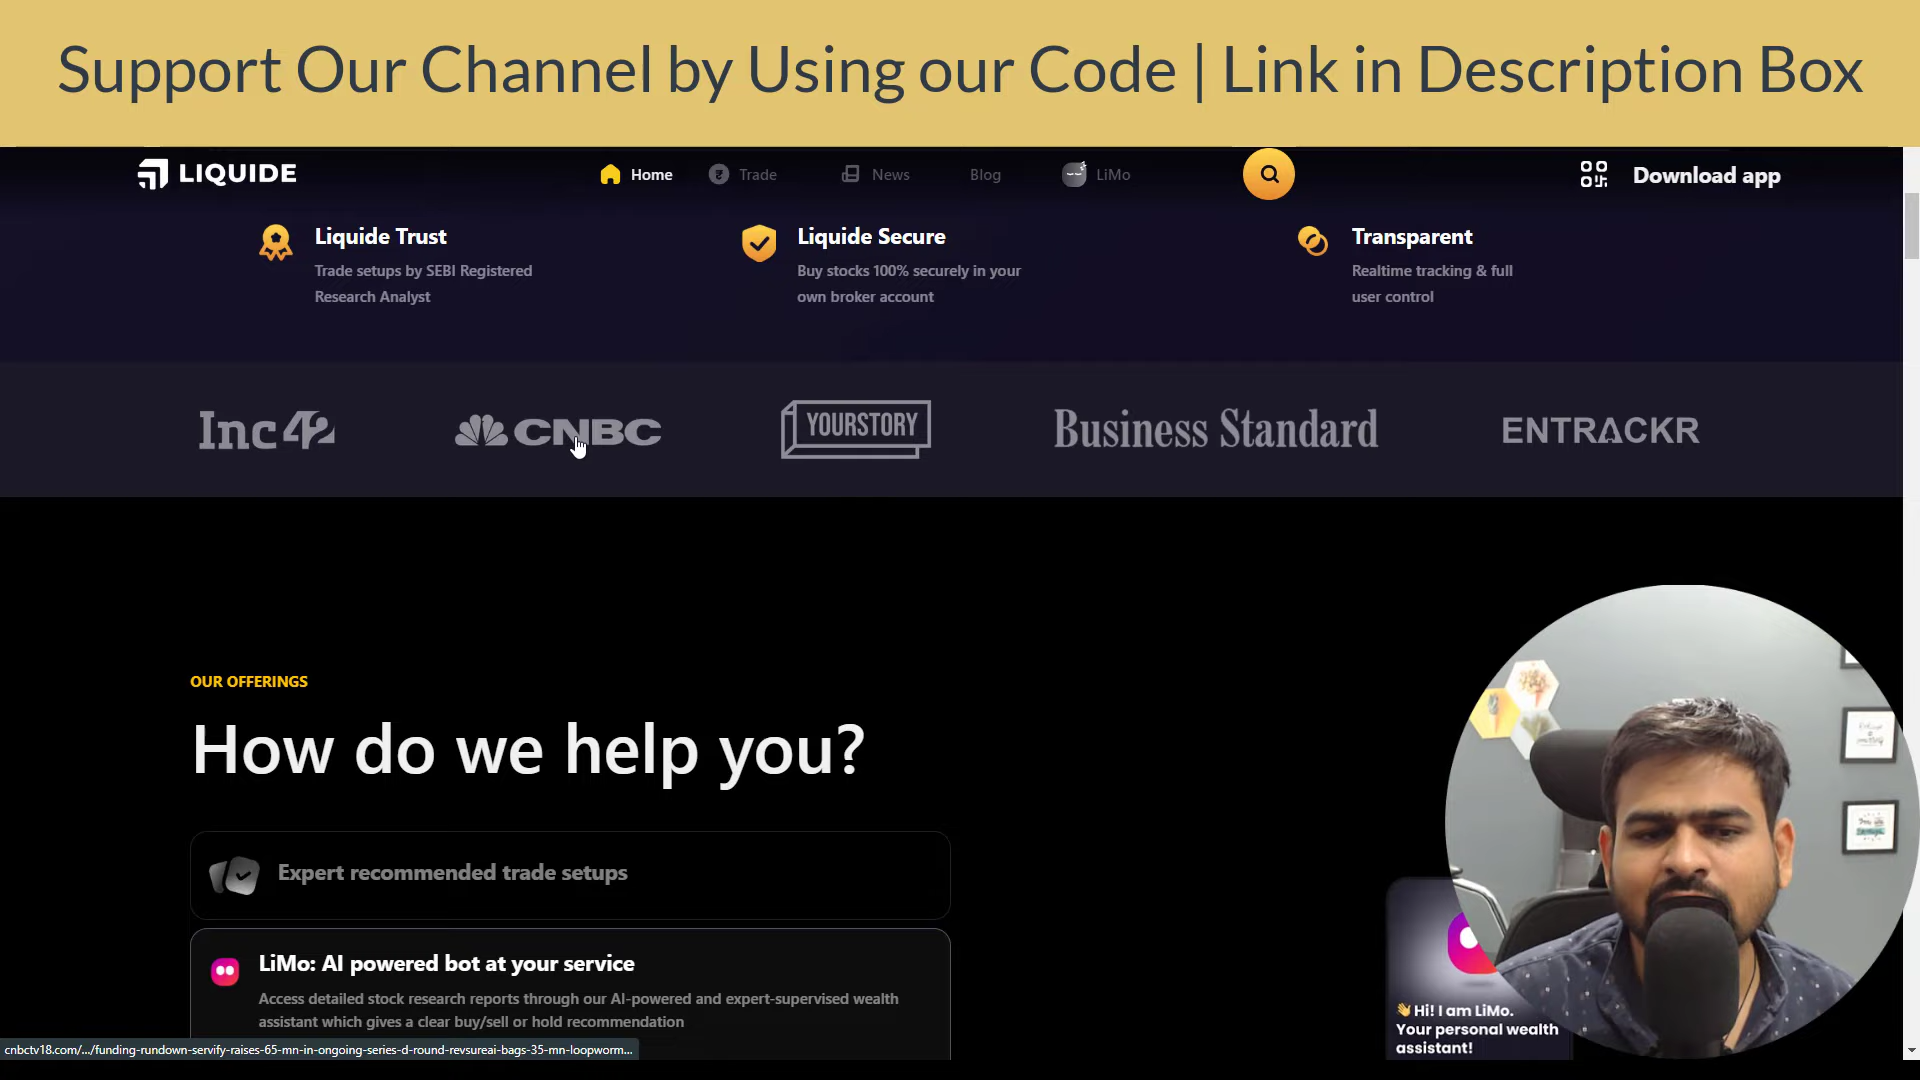 Support Our Channel by Using our Code | Link in Description Box
LIQUIDE
Home
Trade
News
Blog
LiMo
Download app
Liquide Trust
Trade setups by SEBI Registered
Research Analyst
Liquide Secure
Buy stocks 100% securely in your
own broker account
Transparent
Realtime tracking & full
user control
Inc42
CNBC
YOURSTORY
Business Standard
ENTRACKR
OUR OFFERINGS
How do we help you?
Expert recommended trade setups
LiMo: AI powered bot at your service
Access detailed stock research reports through our AI-powered and expert-supervised wealth
assistant which gives a clear buy/sell or hold recommendation
👋 Hi! I am LiMo.
Your personal wealth
assistant!
cnbctv18.com/.../funding-rundown-servify-raises-65-mn-in-ongoing-series-d-round-revsureai-bags-35-mn-loopworm...